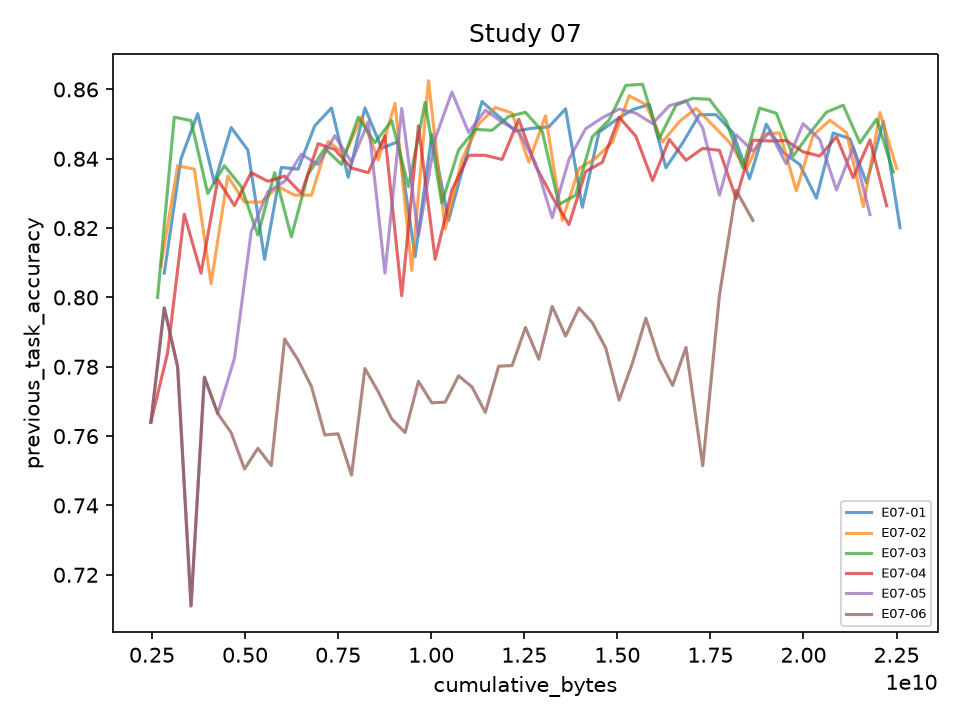 Study 07
previous_task_accuracy
0.86
0.84
0.82
0.80
0.78
0.76
0.74
0.72
E07-01
E07-02
E07-03
E07-04
E07-05
E07-06
0.25 0.50 0.75 1.00 1.25 1.50 1.75 2.00 2.25
1e10
cumulative_bytes